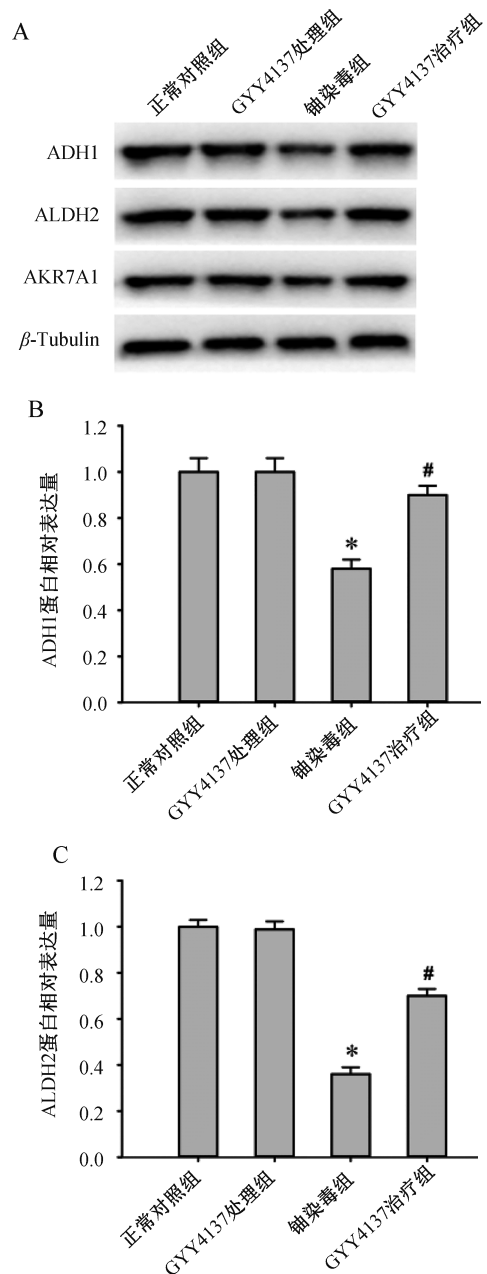 A
正常对照组
GYY4137处理组
铀染毒组
GYY4137治疗组
ADH1
ALDH2
AKR7A1
β-Tubulin
B
ADH1蛋白相对表达量
1.2
1.0
0.8
0.6
0.4
0.2
0.0
*
#
正常对照组
GYY4137处理组
铀染毒组
GYY4137治疗组
C
ALDH2蛋白相对表达量
1.2
1.0
0.8
0.6
0.4
0.2
0.0
*
#
正常对照组
GYY4137处理组
铀染毒组
GYY4137治疗组